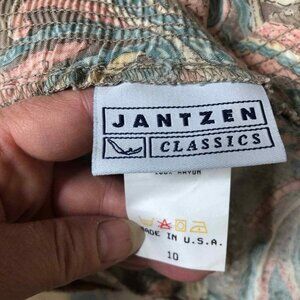 JANTZEN
CLASSICS
100% RAYON
MADE IN U.S.A.
10